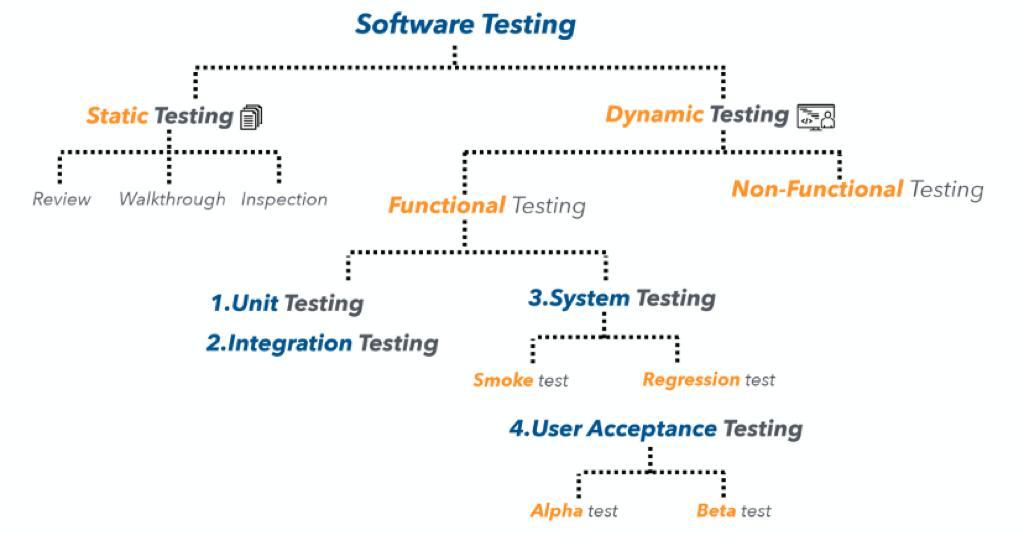 Software Testing
Static Testing
Dynamic Testing
Review
Walkthrough
Inspection
Functional Testing
Non-Functional Testing
1.Unit Testing
2.Integration Testing
3.System Testing
Smoke test
Regression test
4.User Acceptance Testing
Alpha test
Beta test